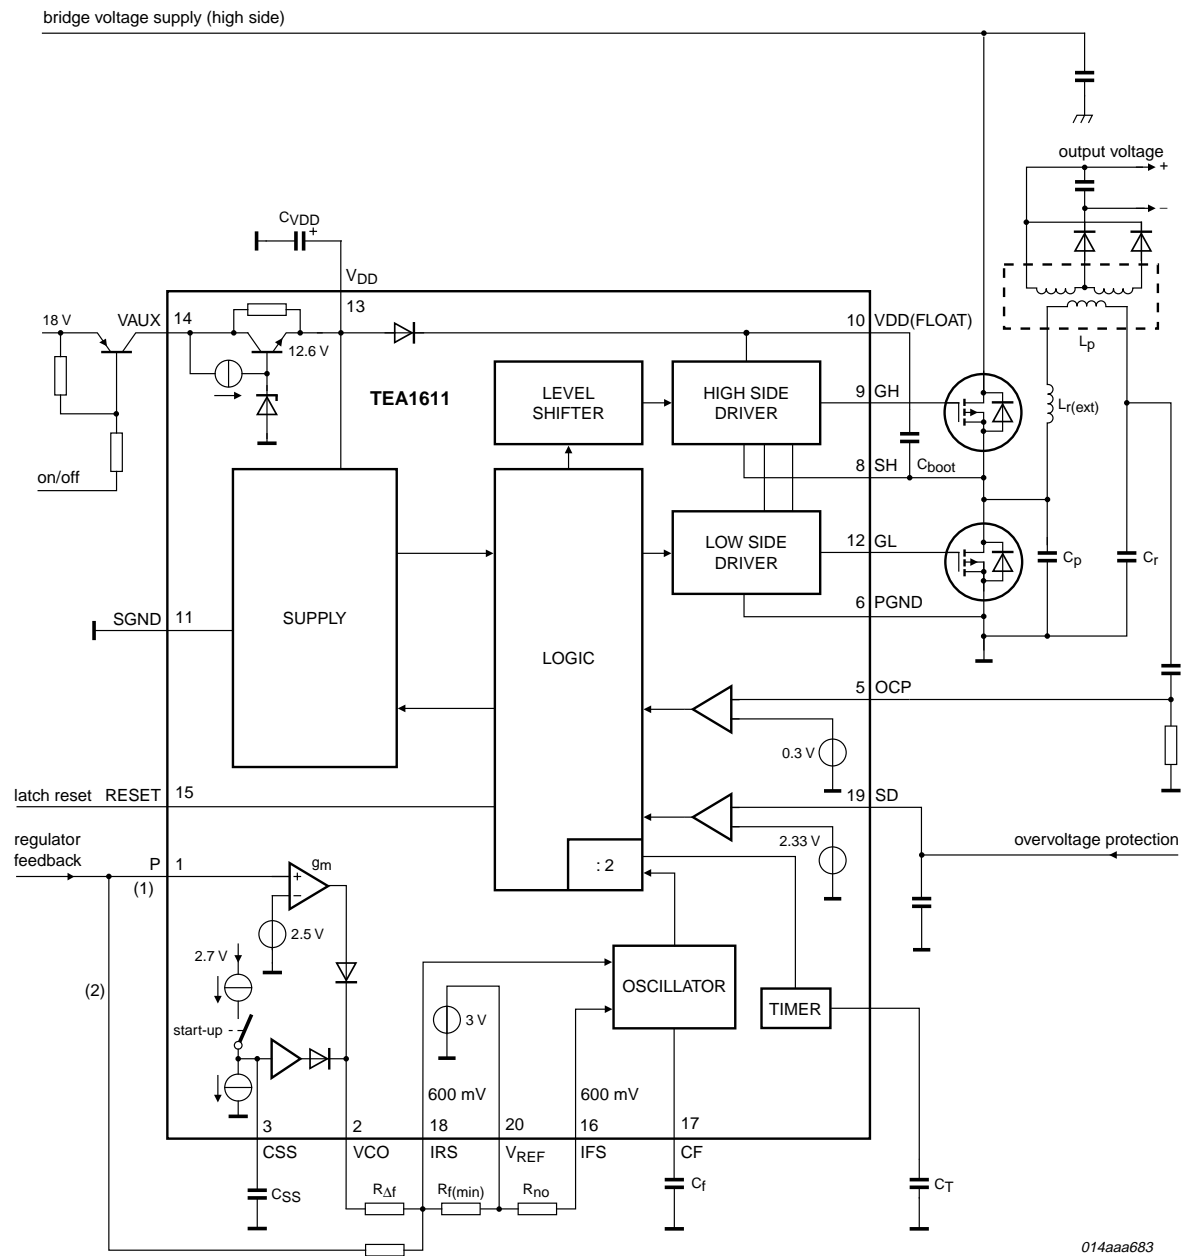 bridge voltage supply (high side)
output voltage
+
−
CVDD
+
VDD
13
18 V
VAUX
14
12.6 V
TEA1611
10
VDD(FLOAT)
Lp
LEVEL
SHIFTER
HIGH SIDE
DRIVER
9
GH
Lr(ext)
on/off
8
SH
Cboot
LOW SIDE
DRIVER
12
GL
Cp
Cr
6
PGND
SGND
11
SUPPLY
LOGIC
5
OCP
0.3 V
latch reset
RESET
15
19
SD
2.33 V
overvoltage protection
regulator
feedback
P
1
(1)
gm
+
−
2.5 V
: 2
2.7 V
(2)
start-up
3 V
OSCILLATOR
TIMER
600 mV
600 mV
3
2
18
20
16
17
CSS
VCO
IRS
VREF
IFS
CF
CSS
RΔf
Rf(min)
Rno
Cf
CT
014aaa683